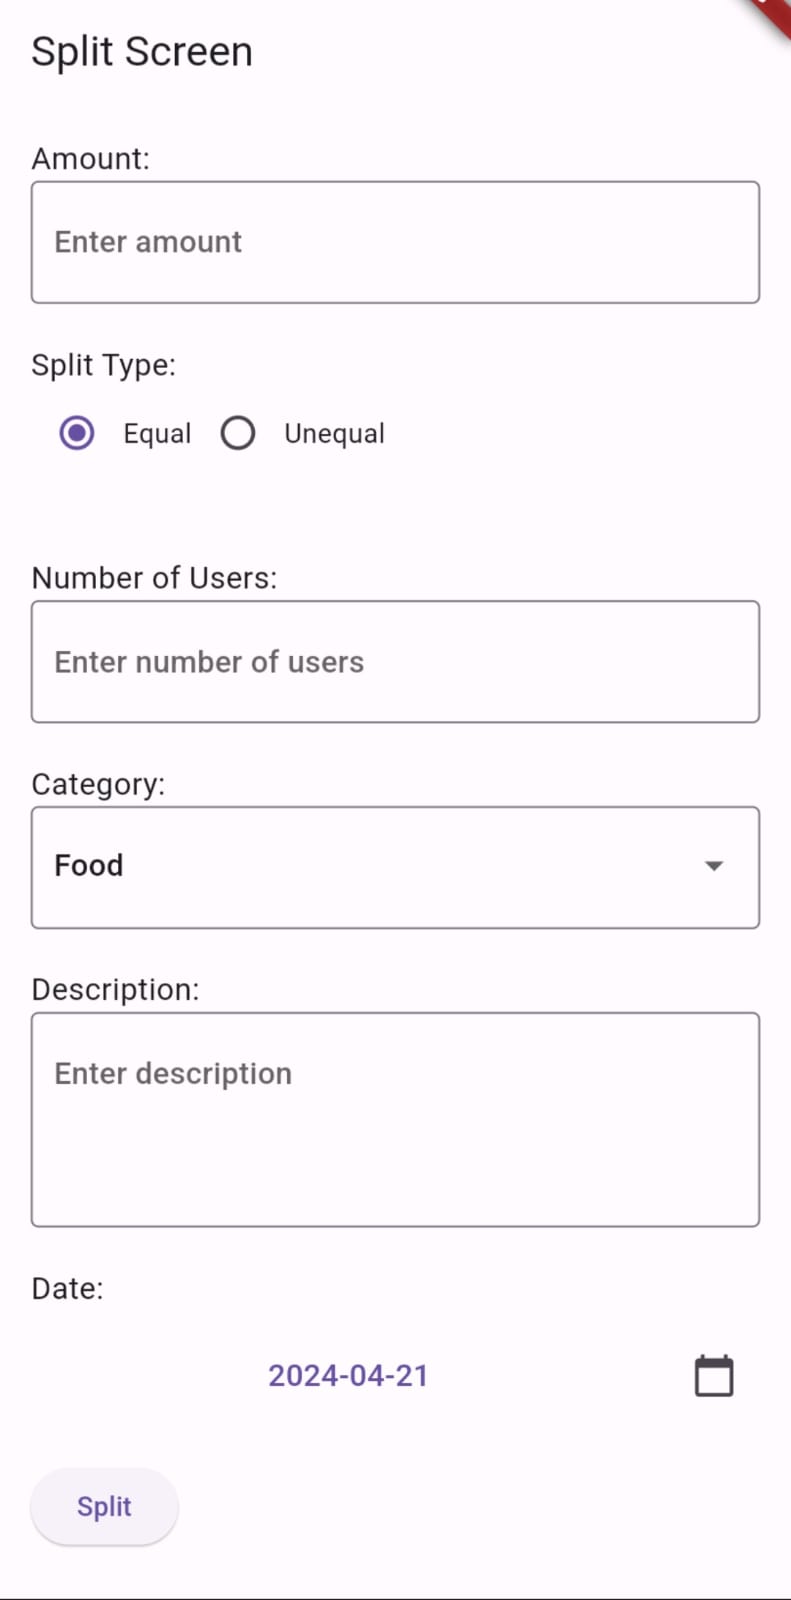 Split Screen
Amount:
Enter amount
Split Type:
Equal Unequal
Number of Users:
Enter number of users
Category:
Food
Description:
Enter description
Date:
2024-04-21
Split